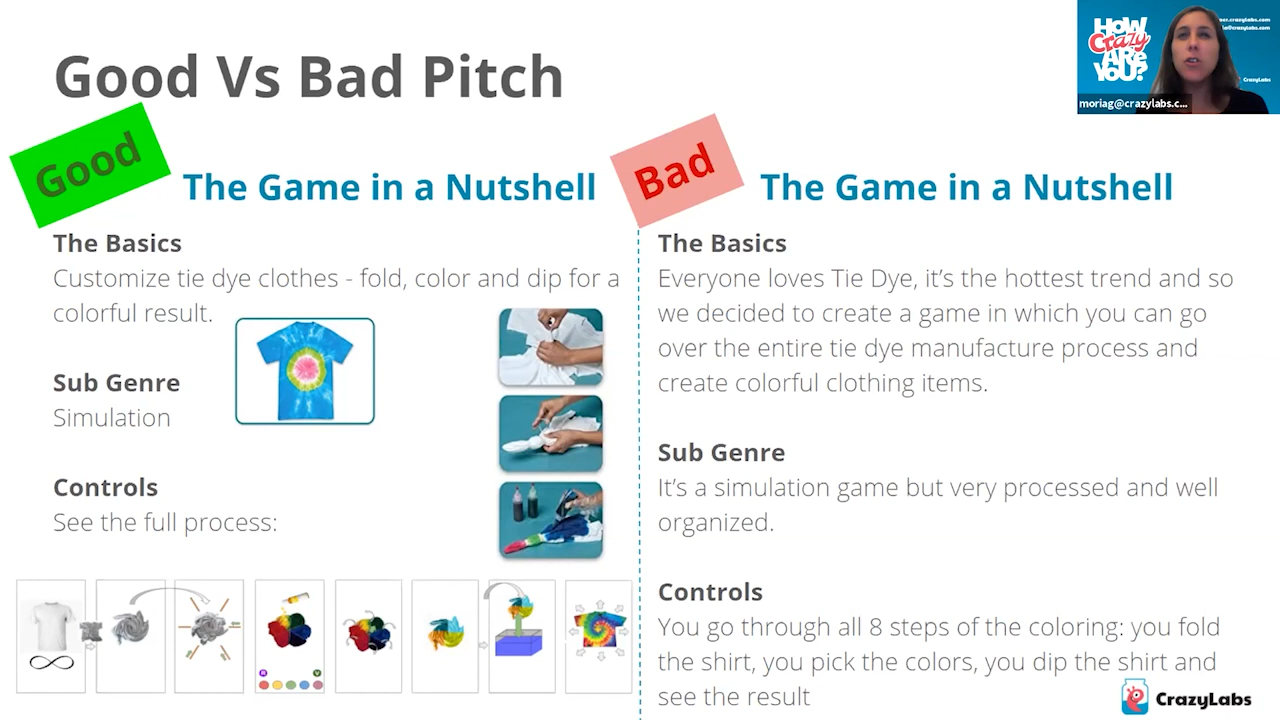 Good Vs Bad Pitch
HOW
Crazy
ARE
YOU?
@crazylabs.com
CrazyLabs
moriag@crazylabs.c...
Good
The Game in a Nutshell
The Basics
Customize tie dye clothes - fold, color and dip for a
colorful result.
Sub Genre
Simulation
Controls
See the full process:
Bad
The Game in a Nutshell
The Basics
Everyone loves Tie Dye, it’s the hottest trend and so
we decided to create a game in which you can go
over the entire tie dye manufacture process and
create colorful clothing items.
Sub Genre
It’s a simulation game but very processed and well
organized.
Controls
You go through all 8 steps of the coloring: you fold
the shirt, you pick the colors, you dip the shirt and
see the result
CrazyLabs